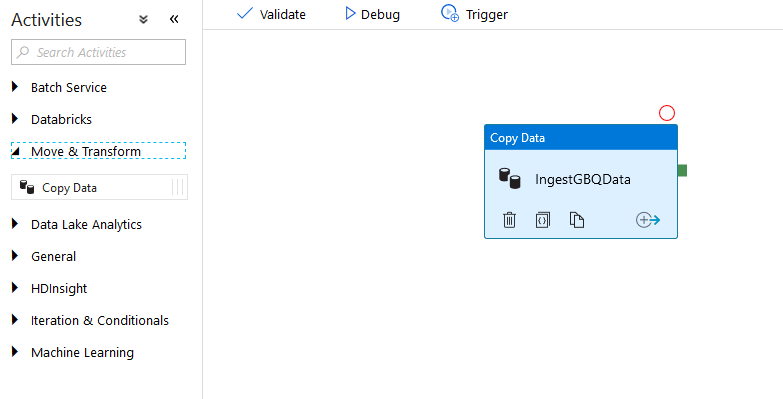 Activities
Search Activities
Batch Service
Databricks
Move & Transform
Copy Data
Data Lake Analytics
General
HDInsight
Iteration & Conditionals
Machine Learning
Validate Debug Trigger
Copy Data
IngestGBQData